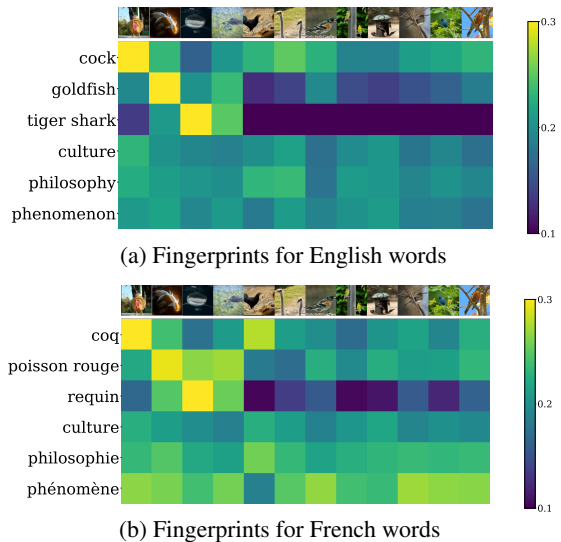 cock
goldfish
tiger shark
culture
philosophy
phenomenon
0.3
0.2
0.1
(a) Fingerprints for English words
coq
poisson rouge
requin
culture
philosophie
phénomène
0.3
0.2
0.1
(b) Fingerprints for French words